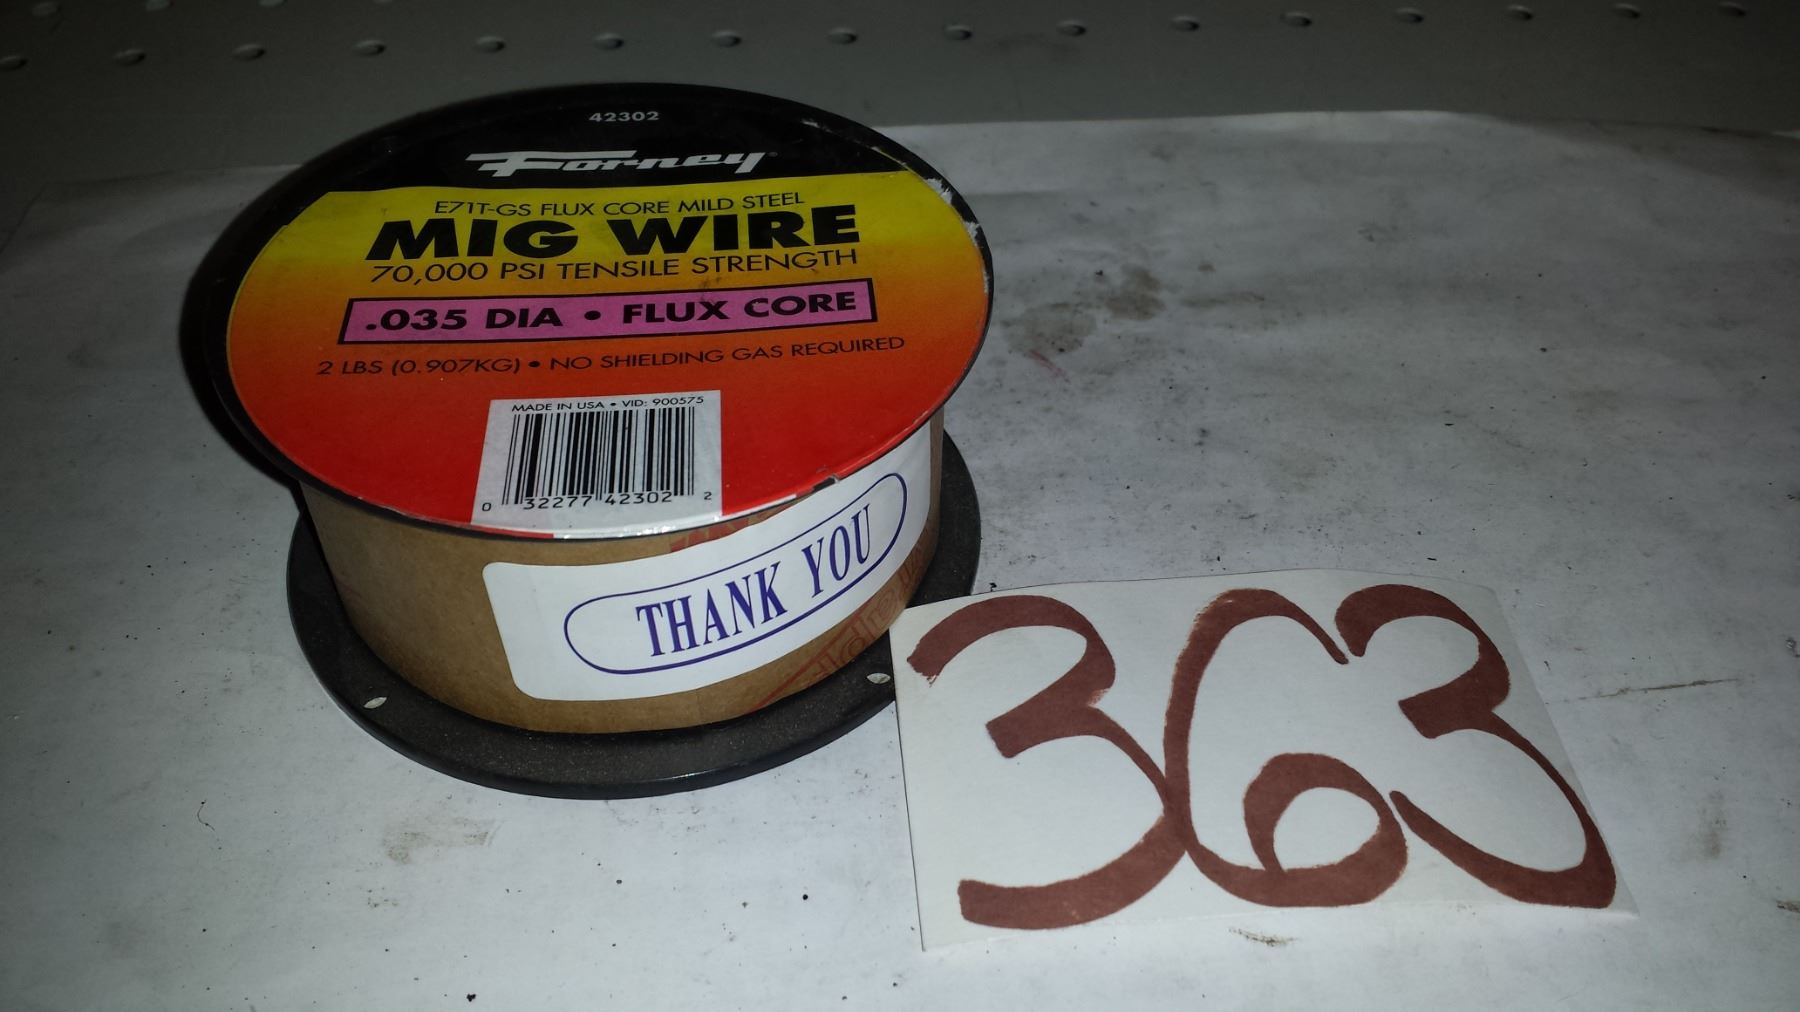 42302
Forney
E71T-GS FLUX CORE MILD STEEL
MIG WIRE
70,000 PSI TENSILE STRENGTH
.035 DIA • FLUX CORE
2 LBS (0.907KG) • NO SHIELDING GAS REQUIRED
MADE IN USA • VID: 900575
0 32277 42302 2
THANK YOU
363